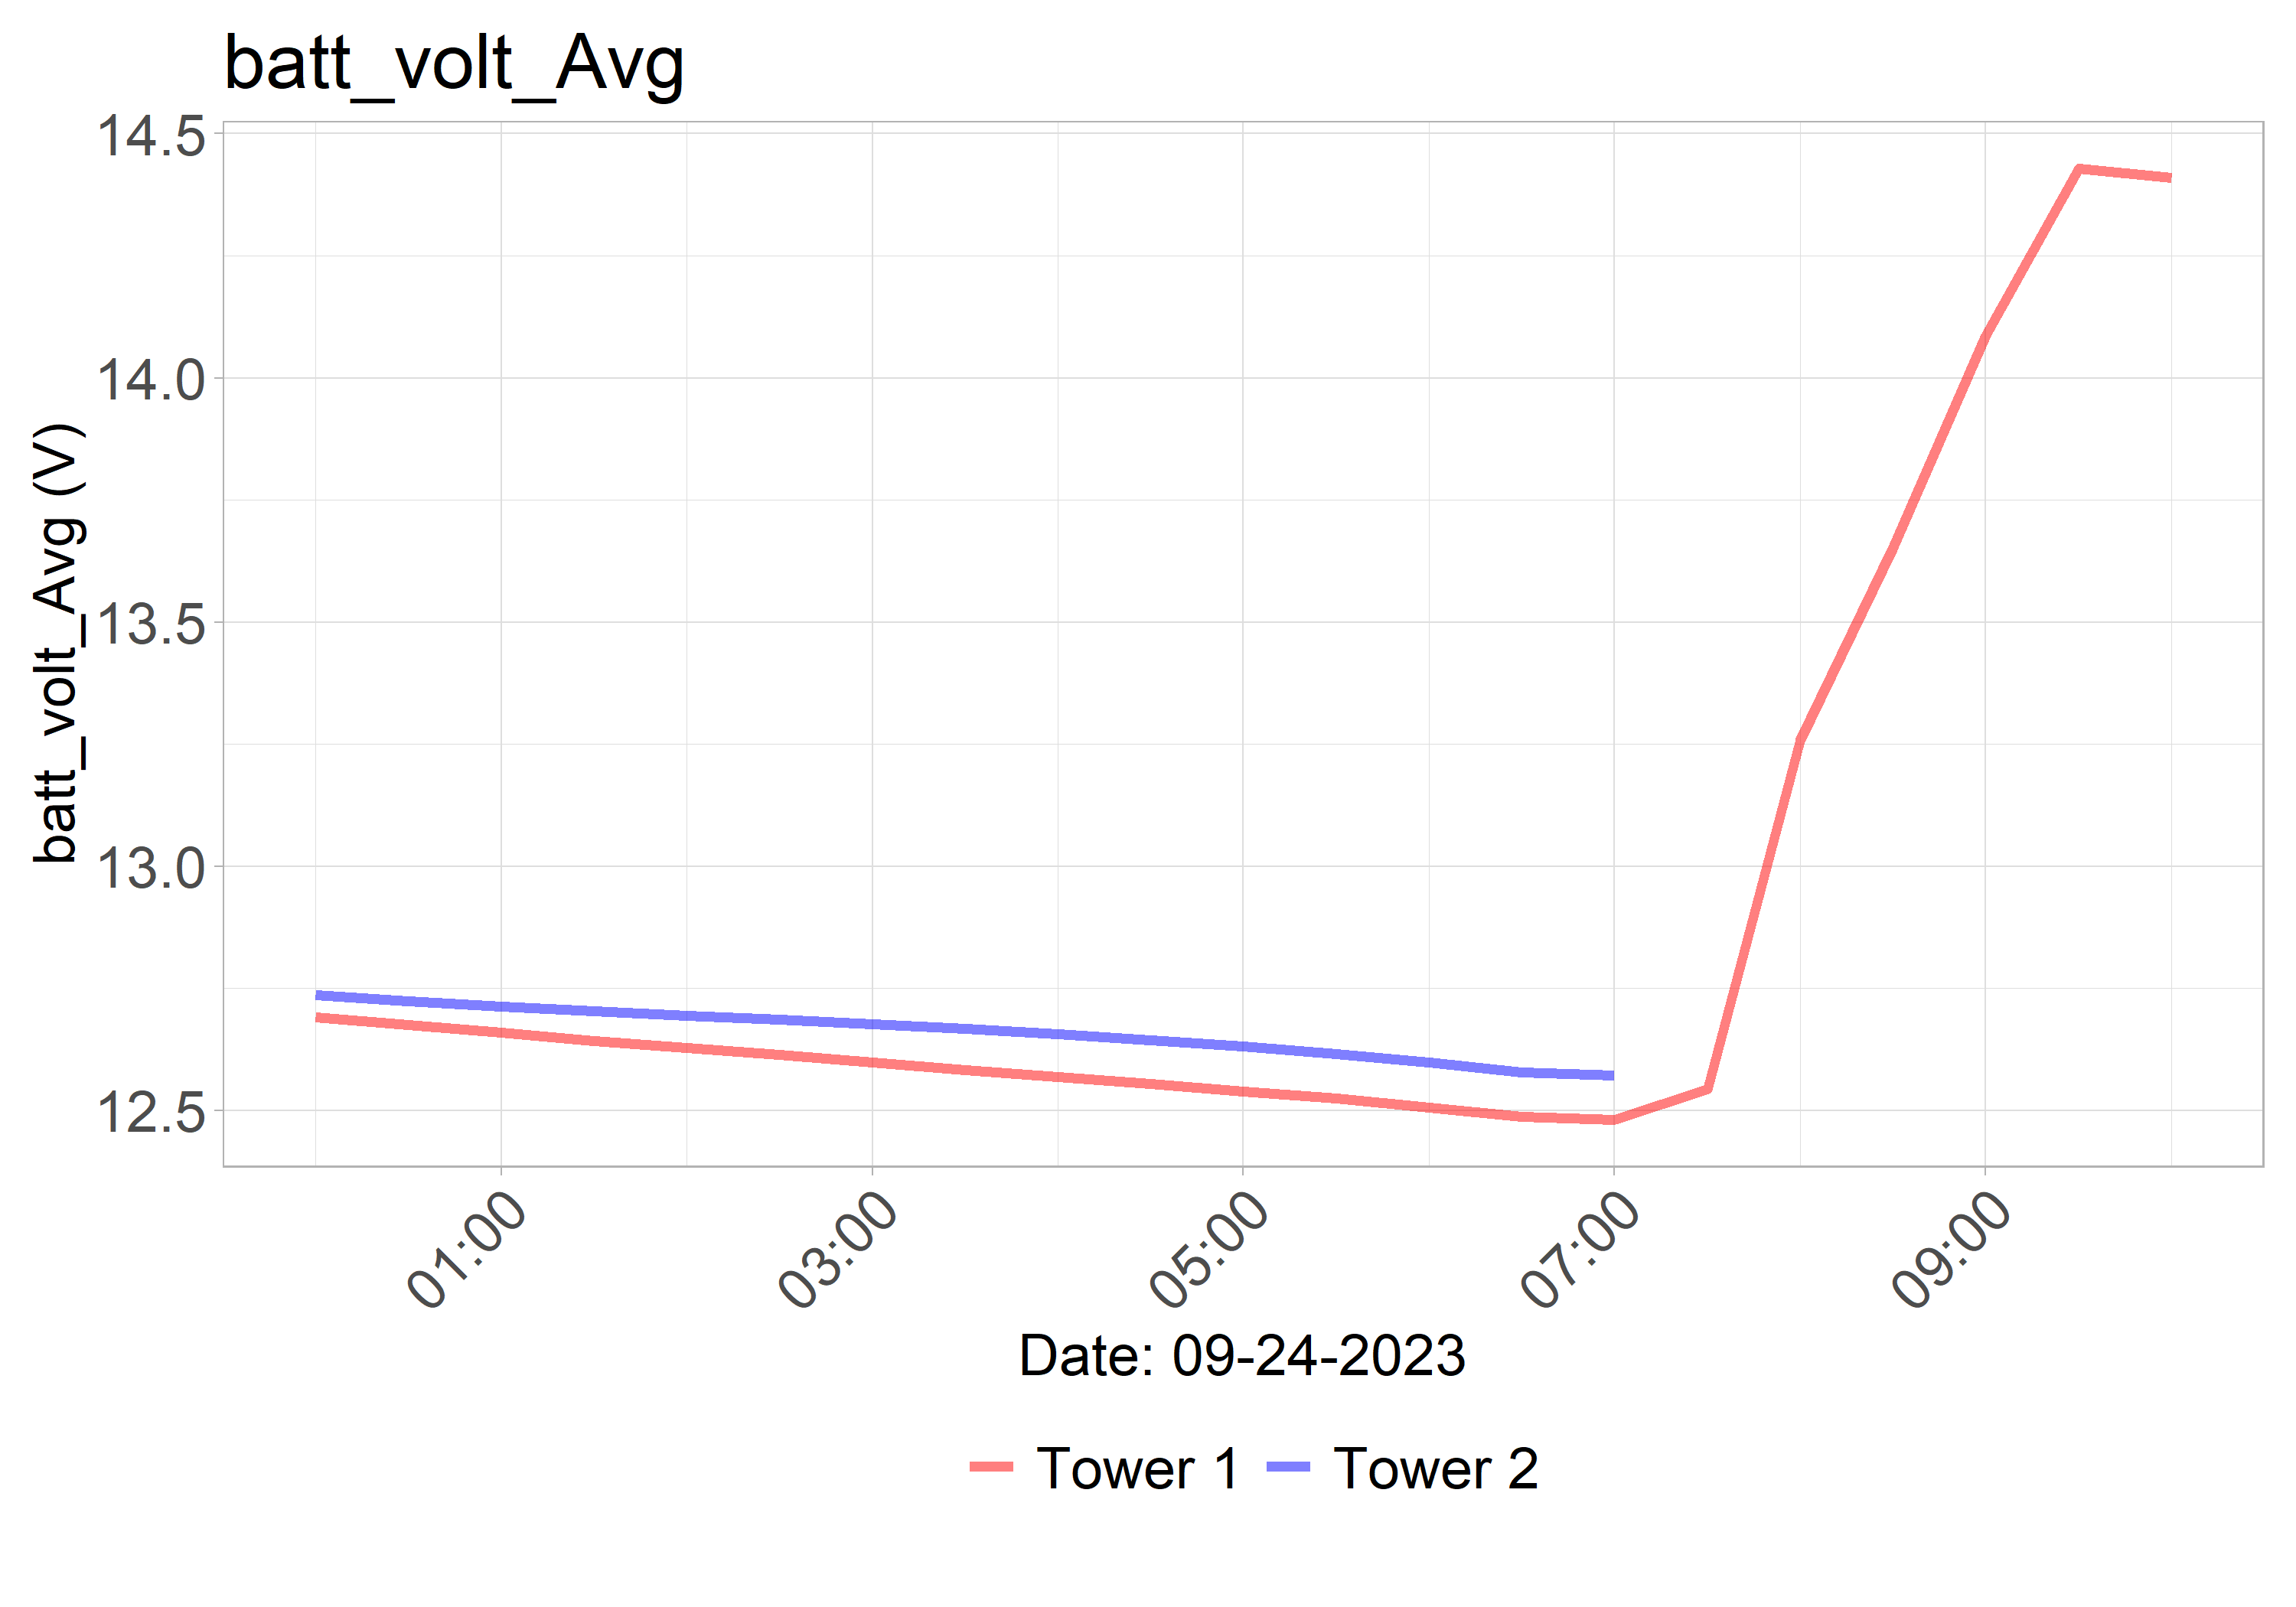 batt_volt_Avg
batt_volt_Avg (V)
14.5
14.0
13.5
13.0
12.5
01:00
03:00
05:00
07:00
09:00
Date: 09-24-2023
Tower 1
Tower 2